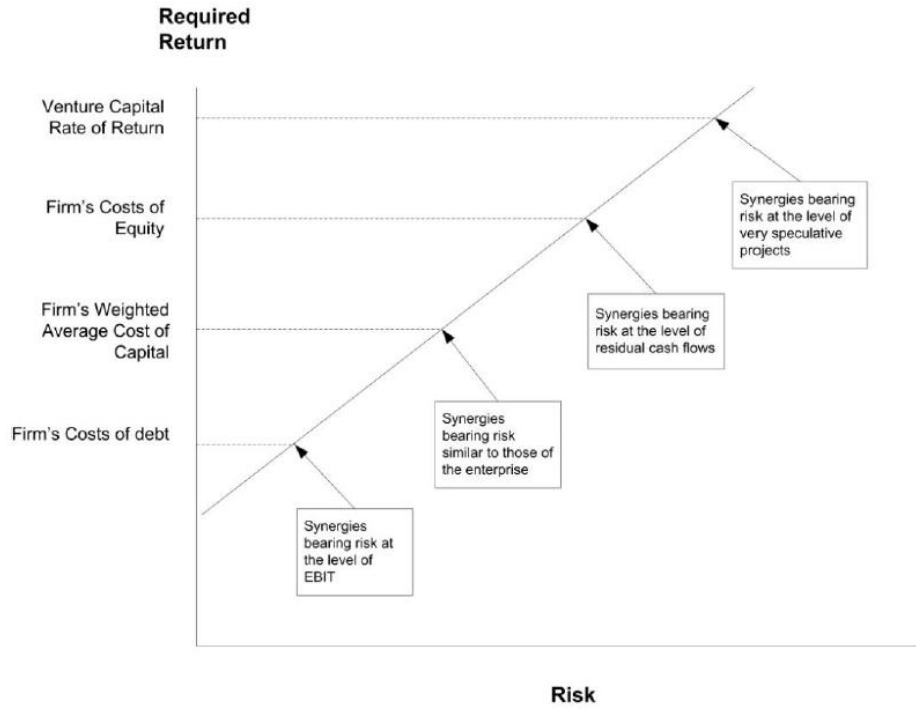 Required
Return
Venture Capital
Rate of Return
Firm's Costs of
Equity
Firm's Weighted
Average Cost of
Capital
Firm's Costs of debt
Synergies bearing
risk at the level of
very speculative
projects
Synergies bearing
risk at the level of
residual cash flows
Synergies
bearing risk
similar to those of
the enterprise
Synergies
bearing risk at
the level of
EBIT
Risk